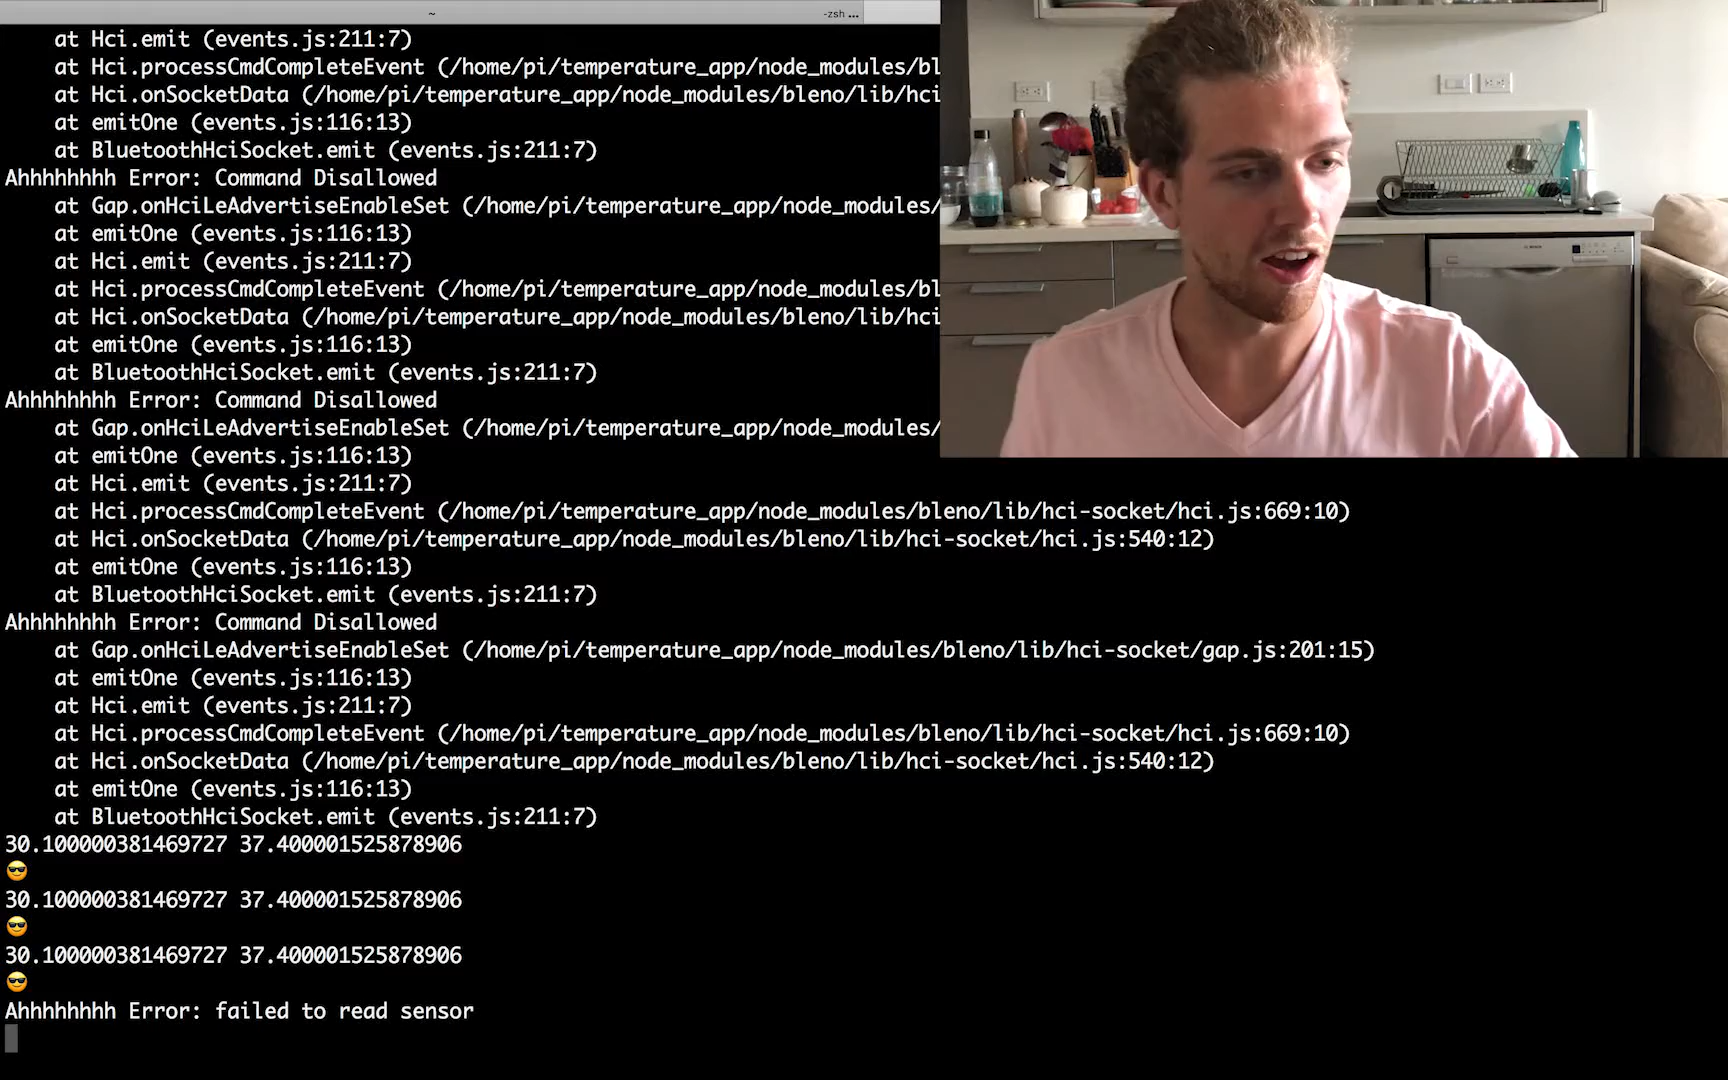 ~
-zsh ...
at Hci.emit (events.js:211:7)
at Hci.processCmdCompleteEvent (/home/pi/temperature_app/node_modules/bl
at Hci.onSocketData (/home/pi/temperature_app/node_modules/bleno/lib/hci
at emitOne (events.js:116:13)
at BluetoothHciSocket.emit (events.js:211:7)
Ahhhhhhhh Error: Command Disallowed
at Gap.onHciLeAdvertiseEnableSet (/home/pi/temperature_app/node_modules/
at emitOne (events.js:116:13)
at Hci.emit (events.js:211:7)
at Hci.processCmdCompleteEvent (/home/pi/temperature_app/node_modules/bl
at Hci.onSocketData (/home/pi/temperature_app/node_modules/bleno/lib/hci
at emitOne (events.js:116:13)
at BluetoothHciSocket.emit (events.js:211:7)
Ahhhhhhhh Error: Command Disallowed
at Gap.onHciLeAdvertiseEnableSet (/home/pi/temperature_app/node_modules/
at emitOne (events.js:116:13)
at Hci.emit (events.js:211:7)
at Hci.processCmdCompleteEvent (/home/pi/temperature_app/node_modules/bleno/lib/hci-socket/hci.js:669:10)
at Hci.onSocketData (/home/pi/temperature_app/node_modules/bleno/lib/hci-socket/hci.js:540:12)
at emitOne (events.js:116:13)
at BluetoothHciSocket.emit (events.js:211:7)
Ahhhhhhhh Error: Command Disallowed
at Gap.onHciLeAdvertiseEnableSet (/home/pi/temperature_app/node_modules/bleno/lib/hci-socket/gap.js:201:15)
at emitOne (events.js:116:13)
at Hci.emit (events.js:211:7)
at Hci.processCmdCompleteEvent (/home/pi/temperature_app/node_modules/bleno/lib/hci-socket/hci.js:669:10)
at Hci.onSocketData (/home/pi/temperature_app/node_modules/bleno/lib/hci-socket/hci.js:540:12)
at emitOne (events.js:116:13)
at BluetoothHciSocket.emit (events.js:211:7)
30.100000381469727 37.400001525878906
😎
30.100000381469727 37.400001525878906
😎
30.100000381469727 37.400001525878906
😎
Ahhhhhhhh Error: failed to read sensor